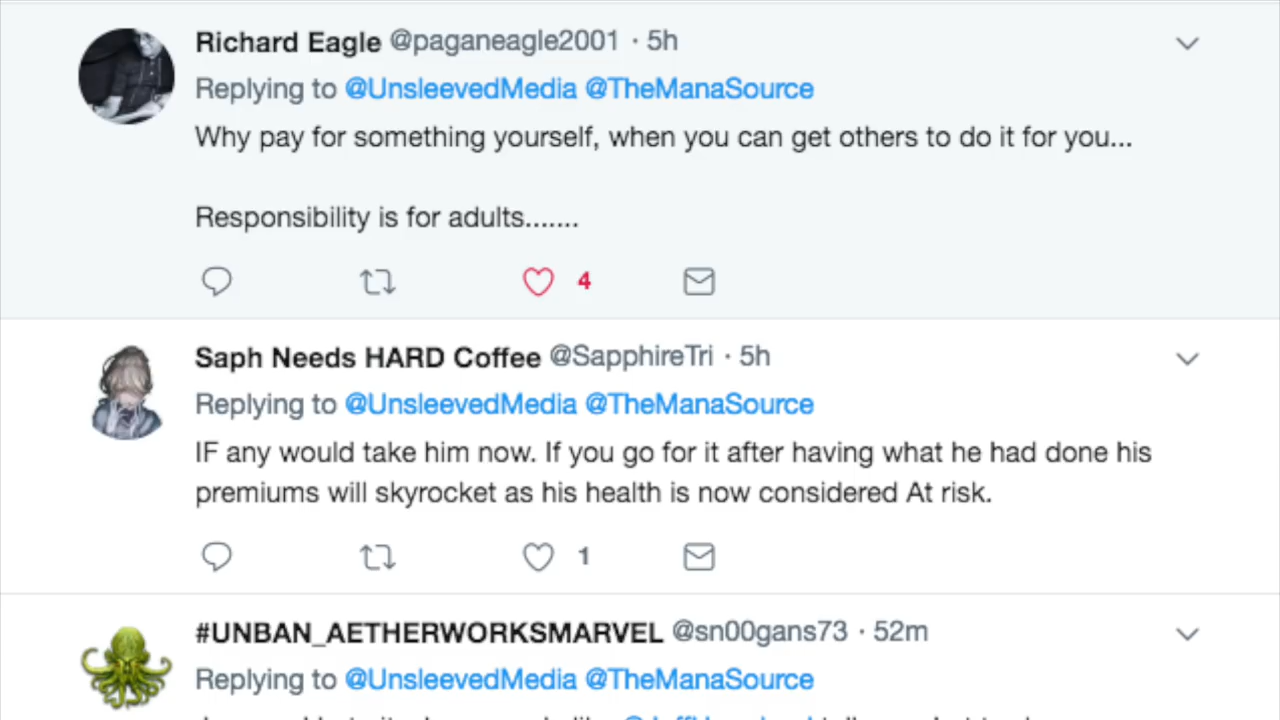 Richard Eagle @paganeagle2001 · 5h
Replying to @UnsleevedMedia @TheManaSource
Why pay for something yourself, when you can get others to do it for you...
Responsibility is for adults.......
4
Saph Needs HARD Coffee @SapphireTri · 5h
Replying to @UnsleevedMedia @TheManaSource
IF any would take him now. If you go for it after having what he had done his
premiums will skyrocket as his health is now considered At risk.
1
#UNBAN_AETHERWORKSMARVEL @sn00gans73 · 52m
Replying to @UnsleevedMedia @TheManaSource